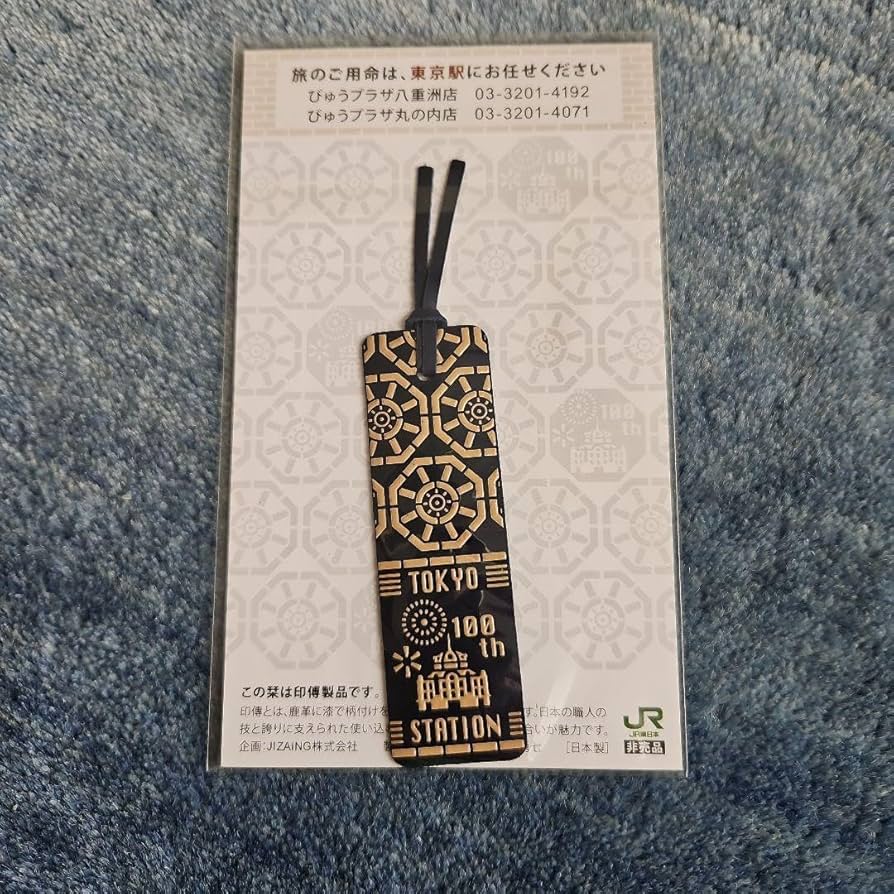 旅のご用命は、東京駅にお任せください
びゅうプラザ八重洲店 03-3201-4192
びゅうプラザ丸の内店 03-3201-4071
100th
100th
TOKYO
100th
STATION
この栞は印傳製品です。
印傳とは、鹿革に漆で柄付けを す。日本の職人の
技と誇りに支えられた使い込 合いが魅力です。
企画:JIZAiNG株式会社 [日本製]
JR
JR東日本
非売品